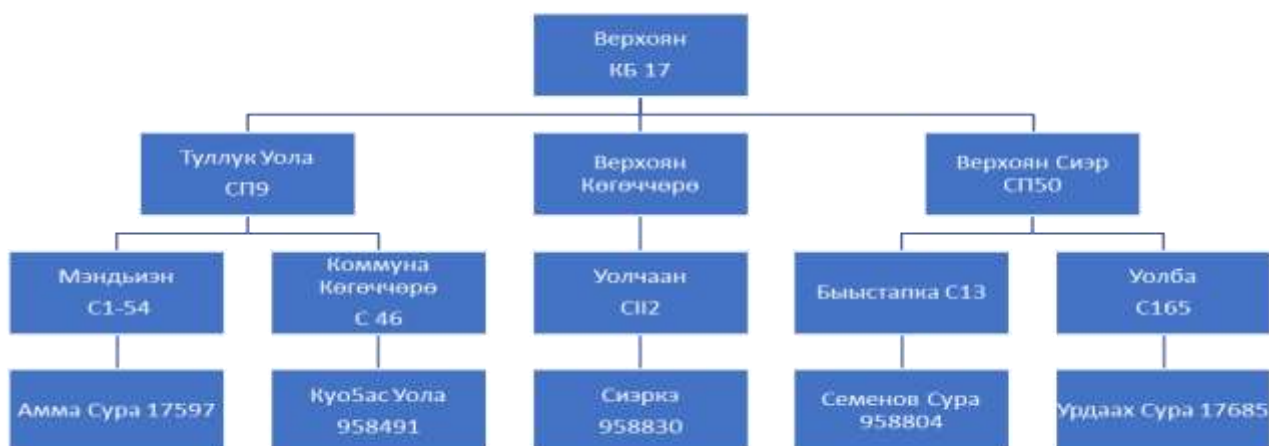 Верхоян
КБ 17
Туллук Уола
СП9
Верхоян
Көгөччөрө
Верхоян Сиэр
СП50
Мэндьиэн
С1-54
Коммуна
Көгөччөрө
С 46
Уолчаан
СII2
Быыстапка С13
Уолба
С165
Амма Сура 17597
Куо5ас Уола
958491
Сиэркэ
958830
Семенов Сура
958804
Урдаах Сура 17685